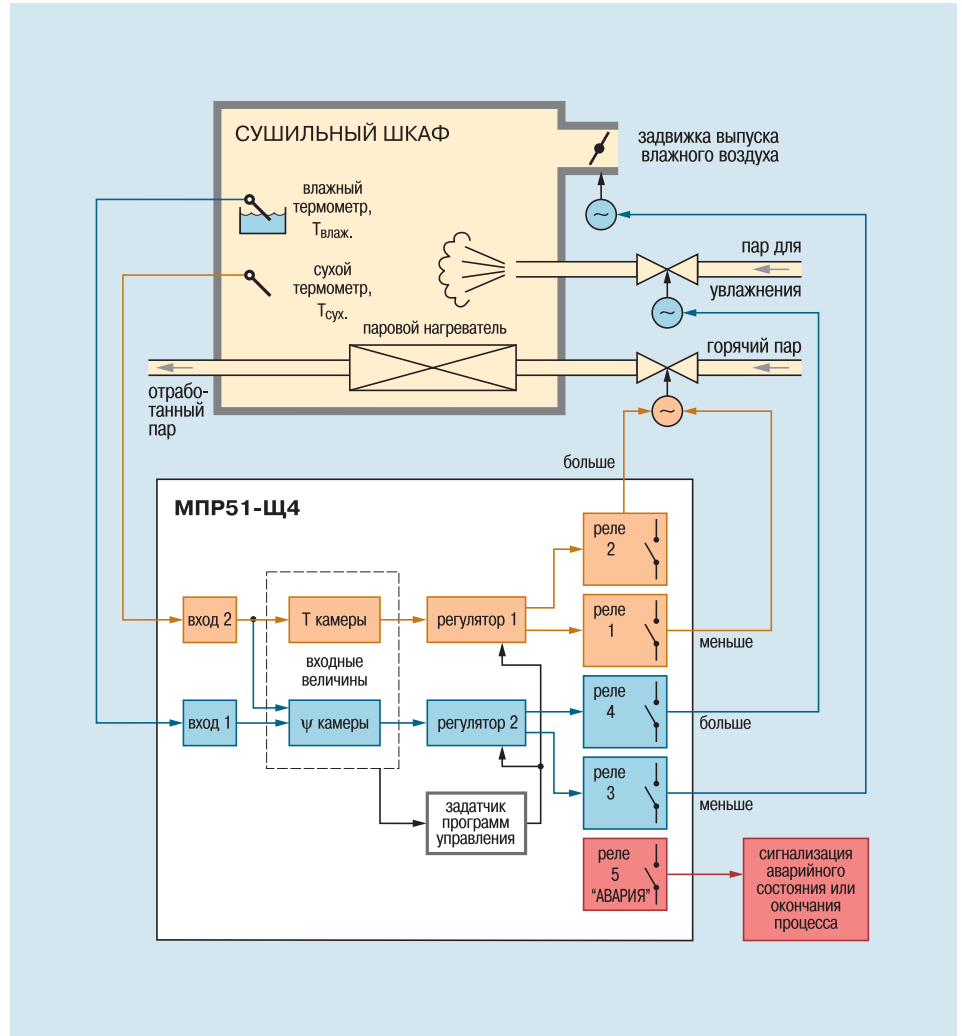 СУШИЛЬНЫЙ ШКАФ
задвижка выпуска
влажного воздуха
влажный
термометр,
Tвлаж.
~
пар для
увлажнения
~
сухой
термометр,
Tсух.
паровой нагреватель
горячий пар
~
отрабо-
танный
пар
больше
МПР51-Щ4
реле
2
вход 2
T камеры
регулятор 1
реле
1
меньше
входные
величины
вход 1
ψ камеры
регулятор 2
реле
4
больше
реле
3
меньше
задатчик
программ
управления
реле
5
"АВАРИЯ"
сигнализация
аварийного
состояния или
окончания
процесса